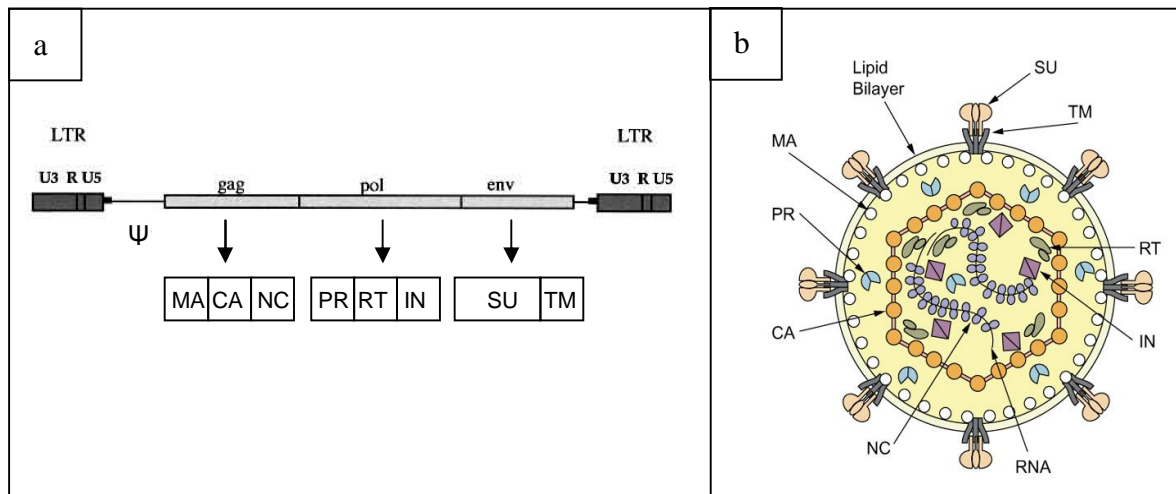 a
LTR
LTR
U3 R U5
gag
pol
env
U3 R U5
Ψ
MA CA NC
PR RT IN
SU TM
b
Lipid
Bilayer
SU
TM
MA
PR
RT
CA
IN
NC
RNA